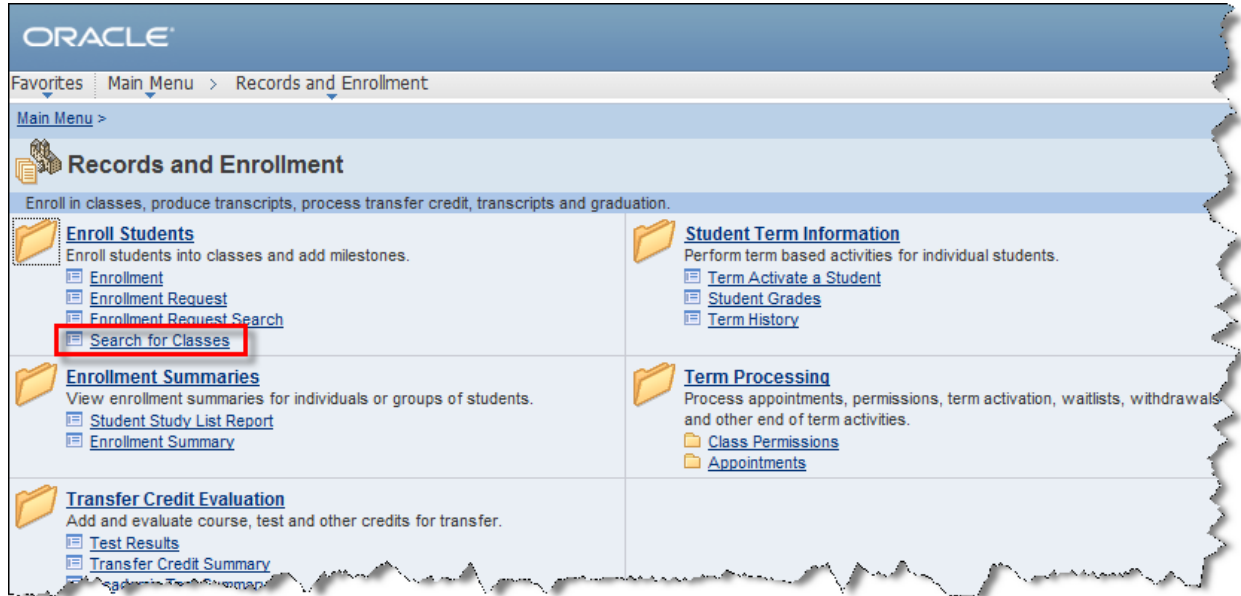 ORACLE
Favorites Main Menu > Records and Enrollment
Main Menu >
Records and Enrollment
Enroll in classes, produce transcripts, process transfer credit, transcripts and graduation.
Enroll Students
Enroll students into classes and add milestones.
Enrollment
Enrollment Request
Enrollment Request Search
Search for Classes
Student Term Information
Perform term based activities for individual students.
Term Activate a Student
Student Grades
Term History
Enrollment Summaries
View enrollment summaries for individuals or groups of students.
Student Study List Report
Enrollment Summary
Term Processing
Process appointments, permissions, term activation, waitlists, withdrawals
and other end of term activities.
Class Permissions
Appointments
Transfer Credit Evaluation
Add and evaluate course, test and other credits for transfer.
Test Results
Transfer Credit Summary